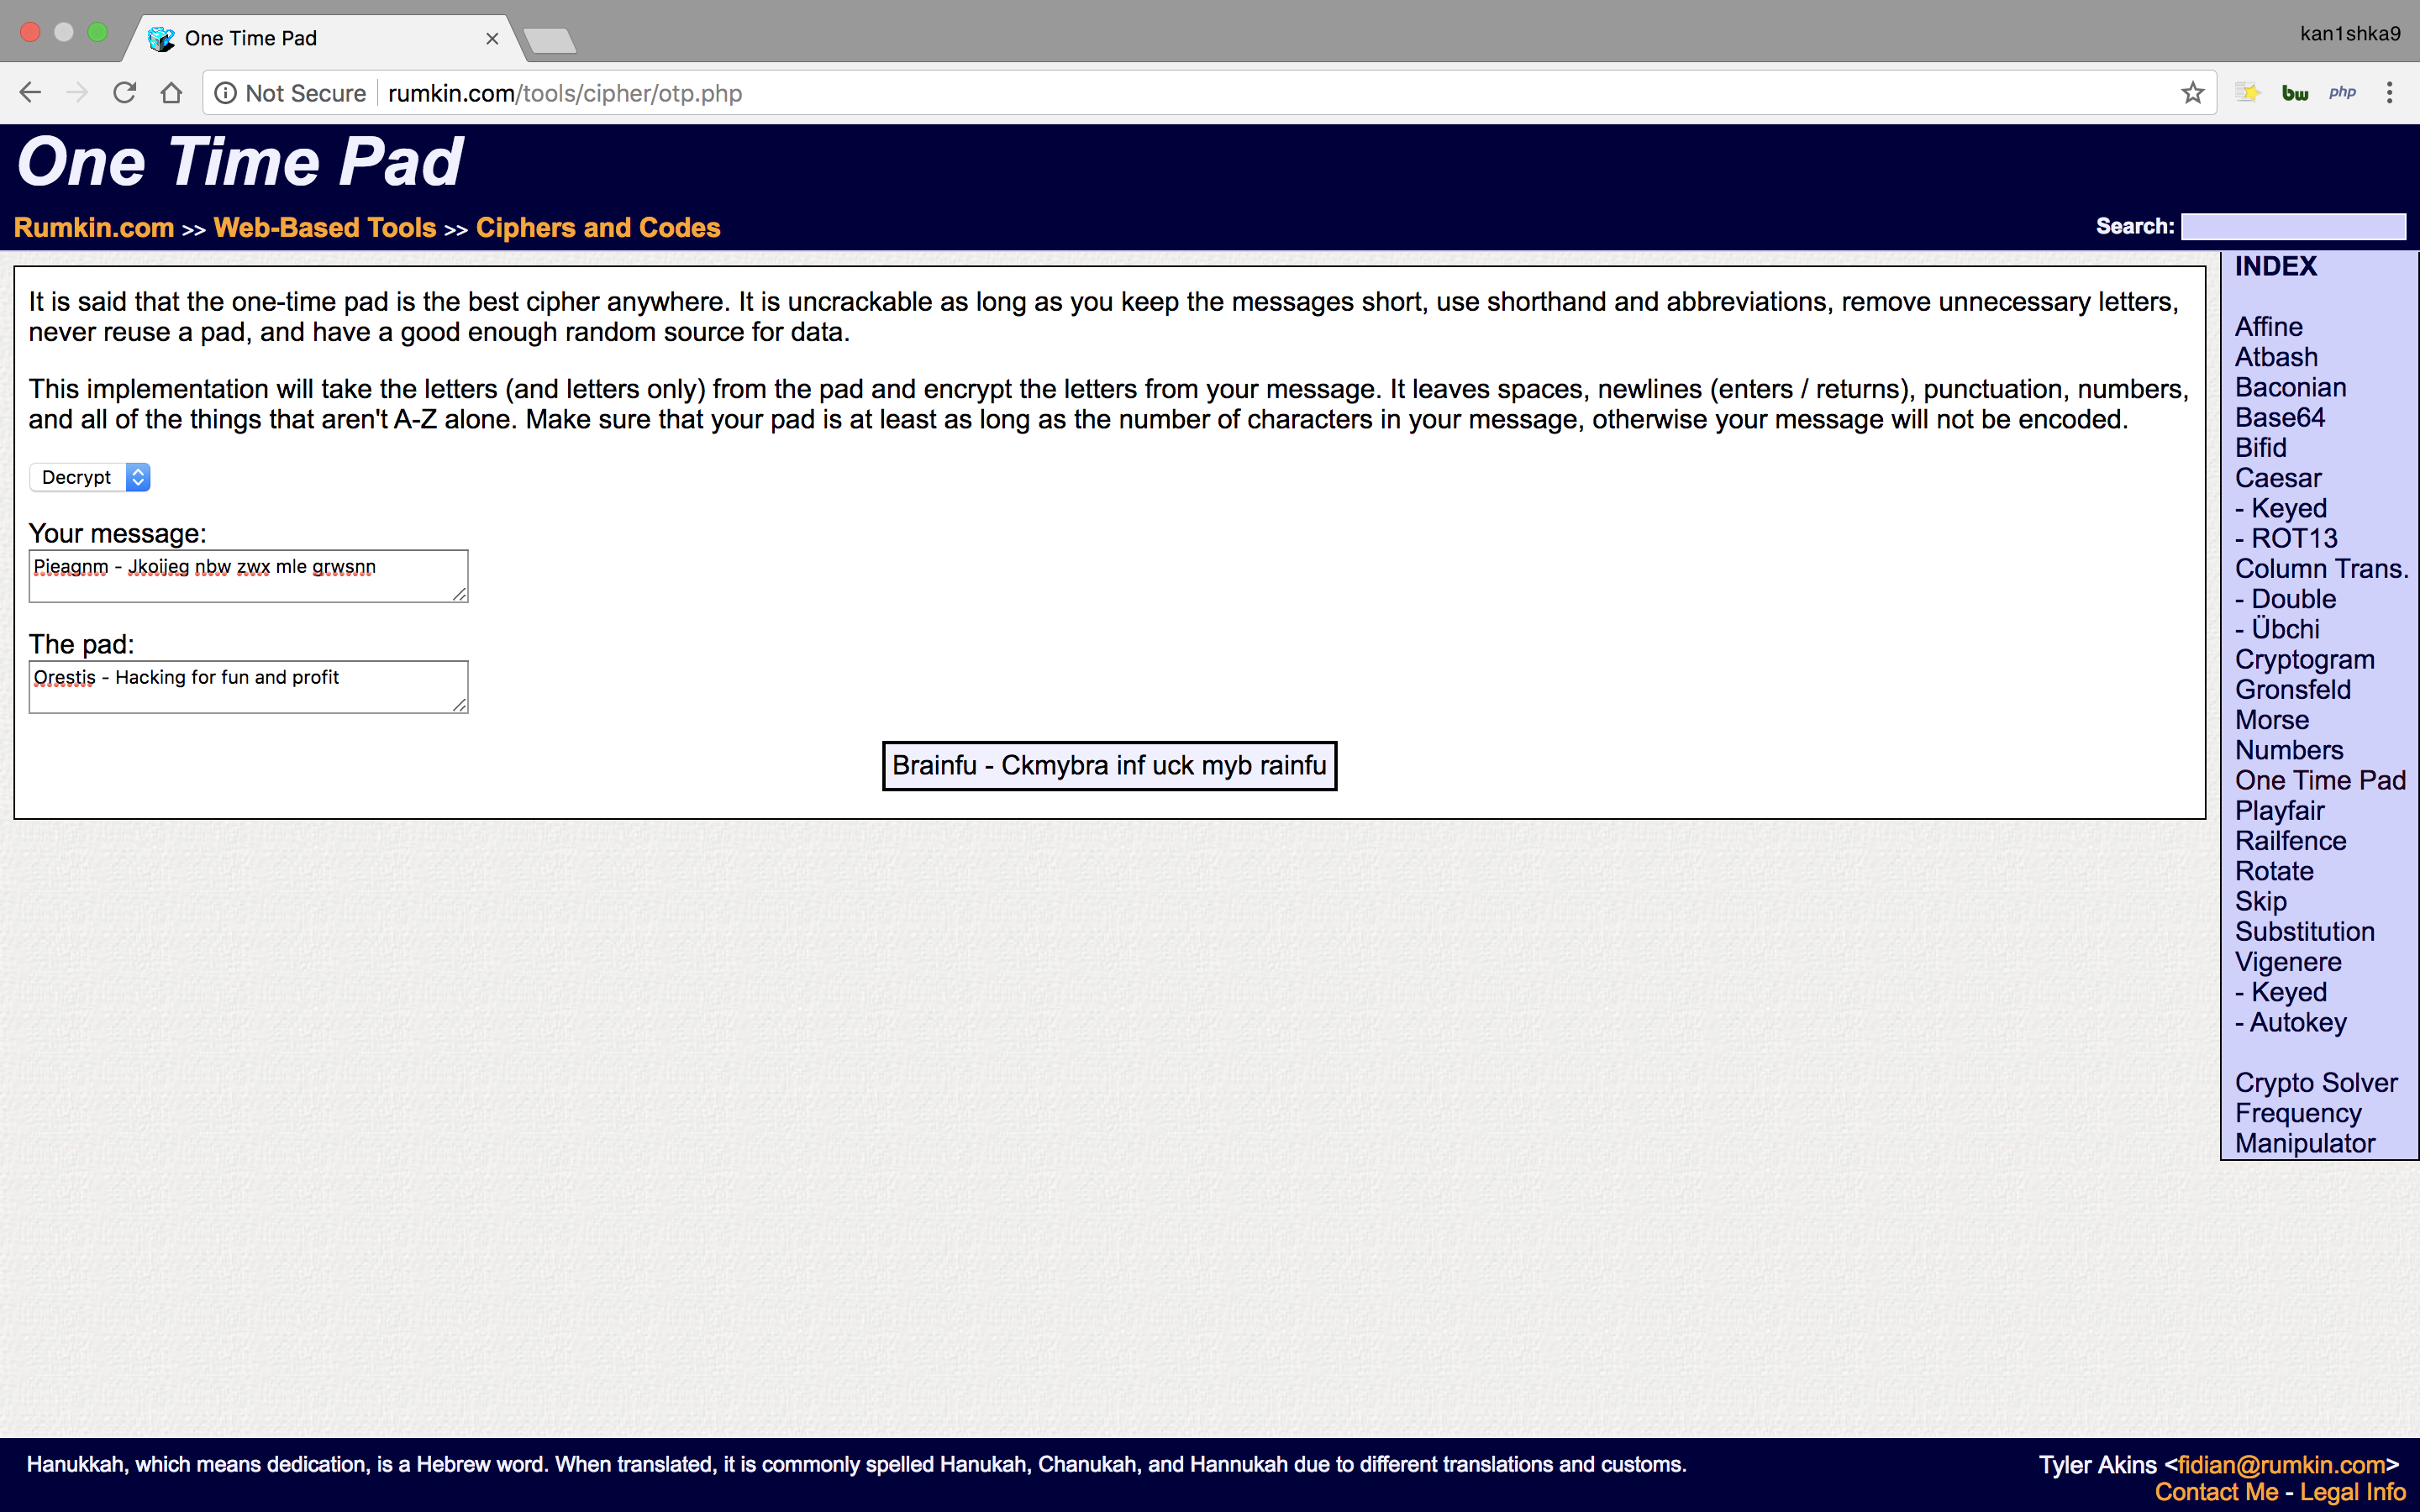 One Time Pad
kan1shka9
Not Secure rumkin.com/tools/cipher/otp.php
bw php
One Time Pad
Rumkin.com >> Web-Based Tools >> Ciphers and Codes
Search:
It is said that the one-time pad is the best cipher anywhere. It is uncrackable as long as you keep the messages short, use shorthand and abbreviations, remove unnecessary letters,
never reuse a pad, and have a good enough random source for data.
This implementation will take the letters (and letters only) from the pad and encrypt the letters from your message. It leaves spaces, newlines (enters / returns), punctuation, numbers,
and all of the things that aren't A-Z alone. Make sure that your pad is at least as long as the number of characters in your message, otherwise your message will not be encoded.
Decrypt
Your message:
Pieagnm - Jkoijeg nbw zwx mle grwsnn
The pad:
Orestis - Hacking for fun and profit
Brainfu - Ckmybra inf uck myb rainfu
INDEX
Affine
Atbash
Baconian
Base64
Bifid
Caesar
- Keyed
- ROT13
Column Trans.
- Double
- Übchi
Cryptogram
Gronsfeld
Morse
Numbers
One Time Pad
Playfair
Railfence
Rotate
Skip
Substitution
Vigenere
- Keyed
- Autokey
Crypto Solver
Frequency
Manipulator
Hanukkah, which means dedication, is a Hebrew word. When translated, it is commonly spelled Hanukah, Chanukah, and Hannukah due to different translations and customs.
Tyler Akins <fidian@rumkin.com>
Contact Me - Legal Info